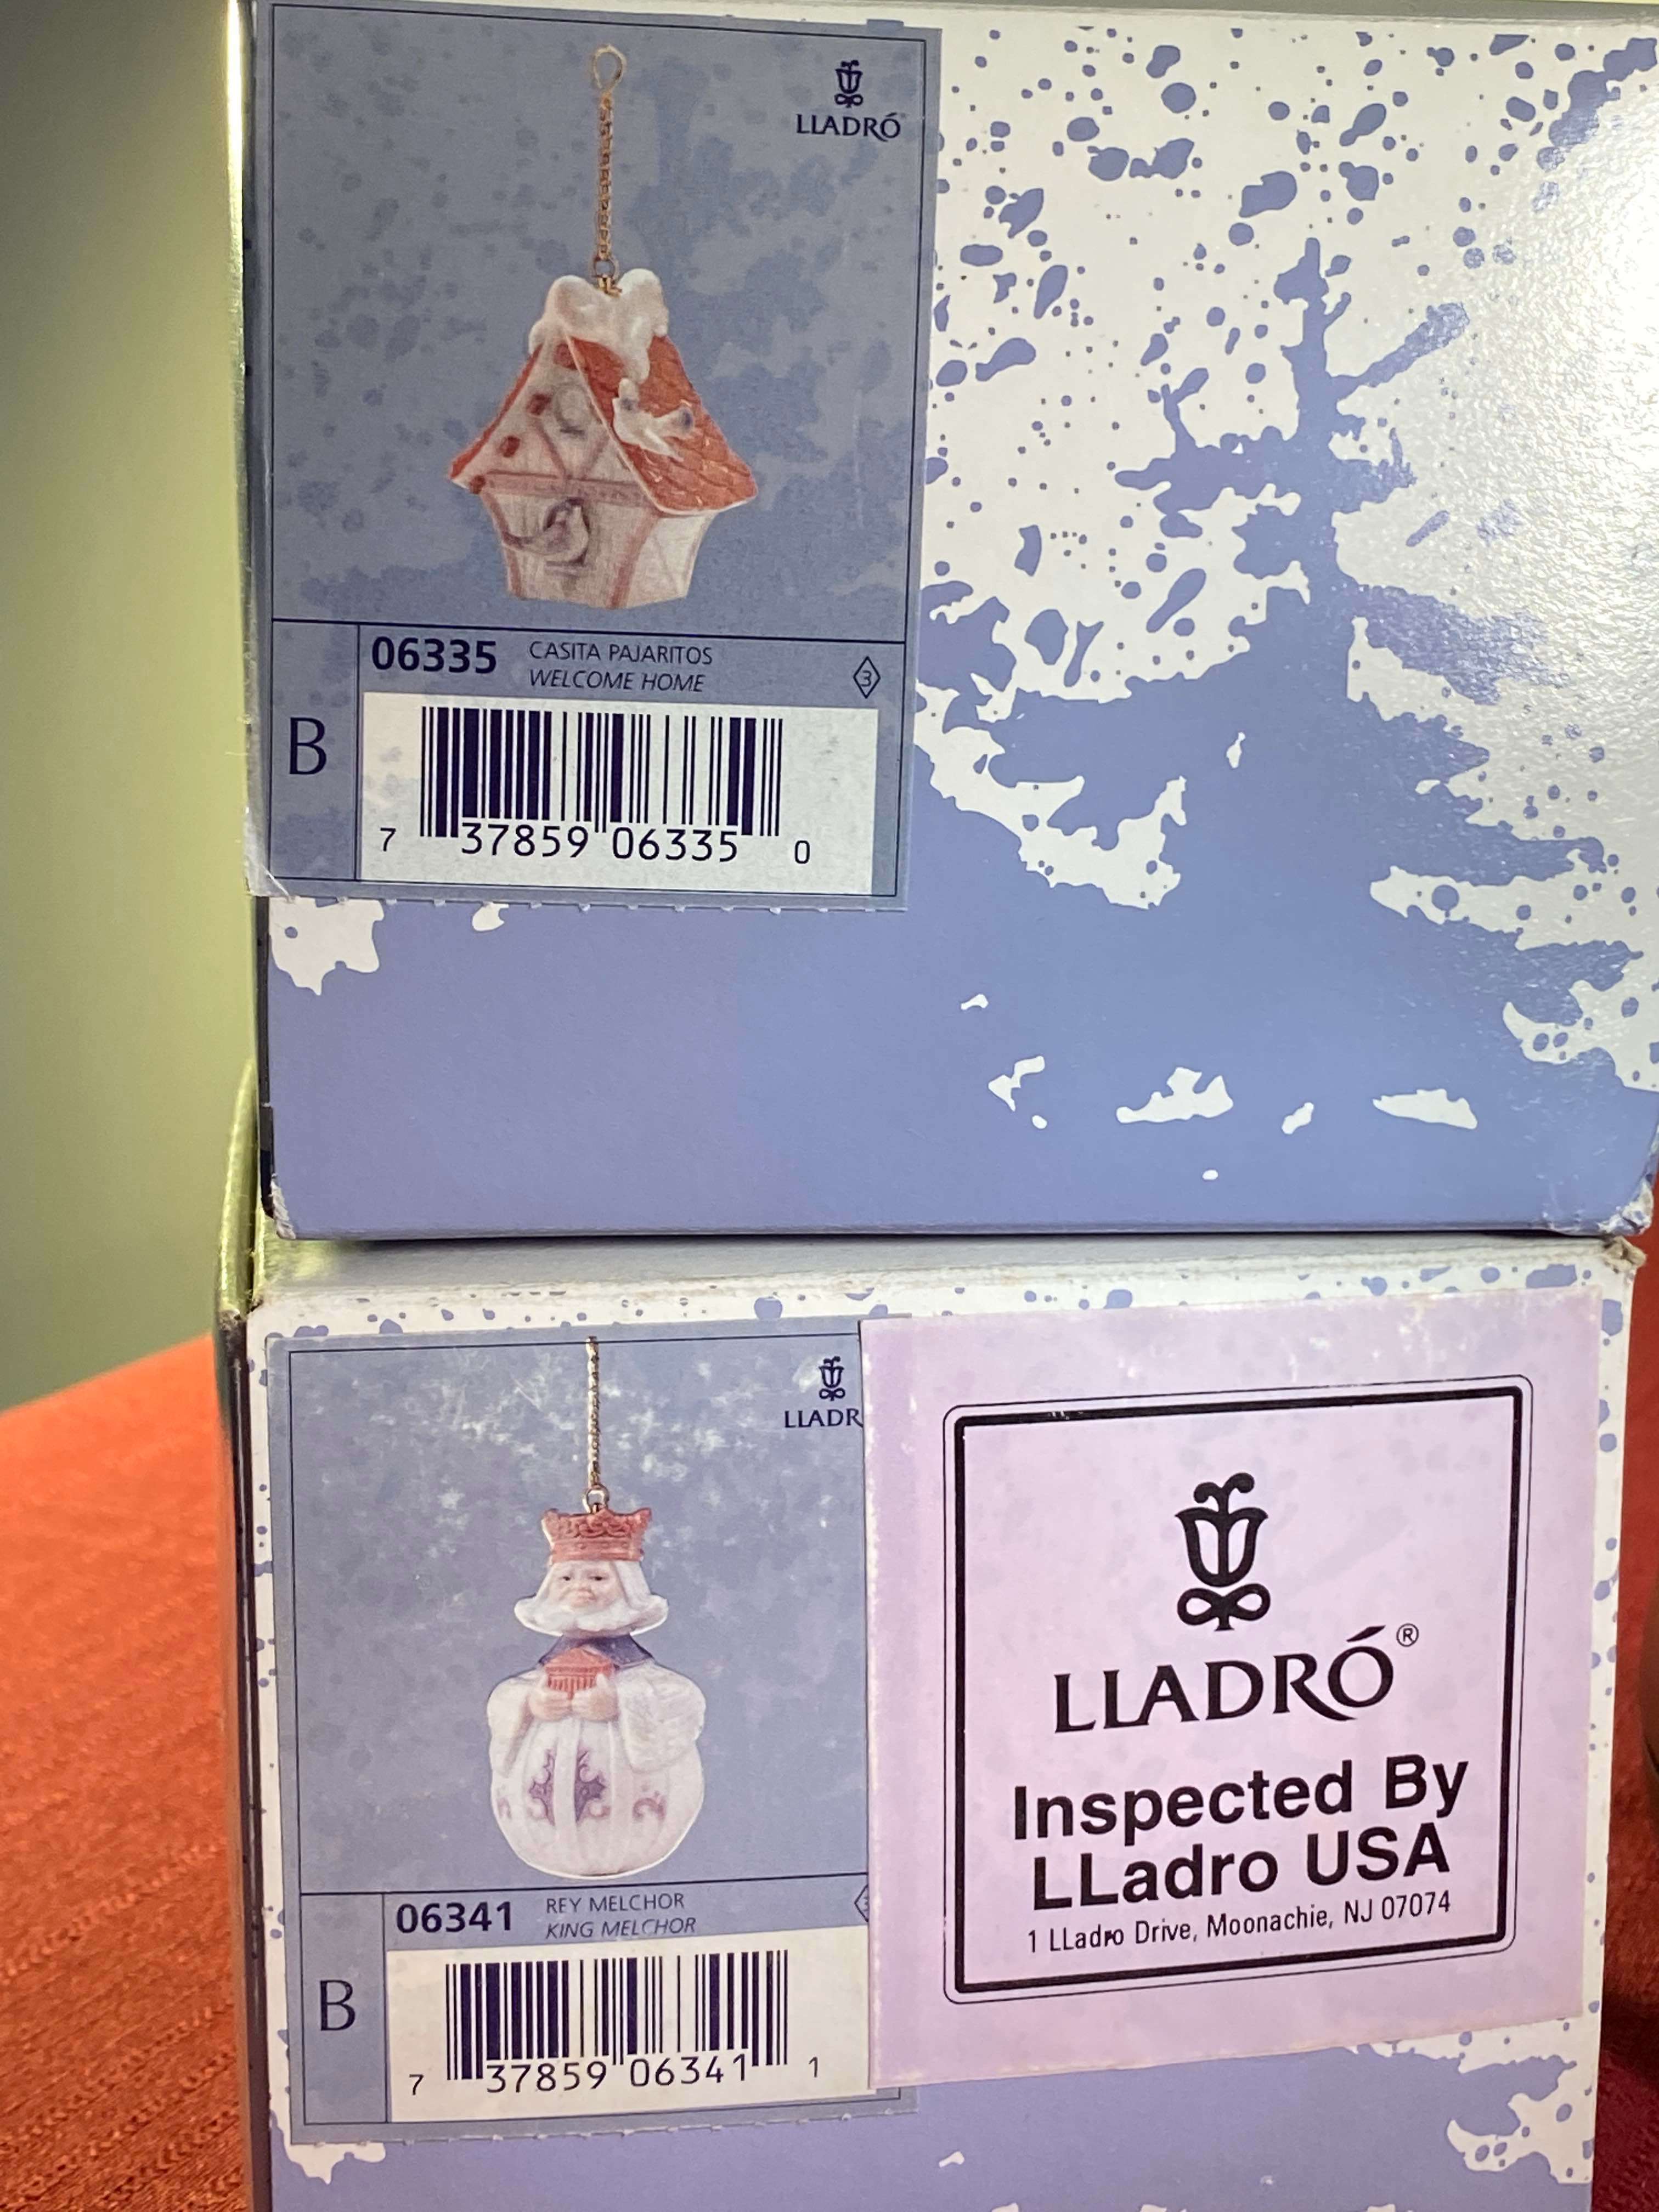 LLADRÓ
06335 CASITA PAJARITOS
WELCOME HOME
3
B
7 37859 06335 0
LLADR
06341 REY MELCHOR
KING MELCHOR
B
7 37859 06341 1
LLADRÓ®
Inspected By
LLadro USA
1 LLadro Drive, Moonachie, NJ 07074